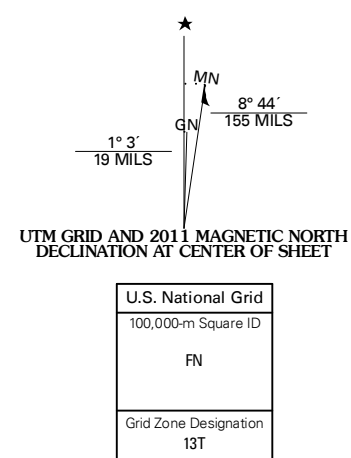 MN
8° 44´
155 MILS
GN
1° 3´
19 MILS
UTM GRID AND 2011 MAGNETIC NORTH
DECLINATION AT CENTER OF SHEET
U.S. National Grid
100,000-m Square ID
FN
Grid Zone Designation
13T